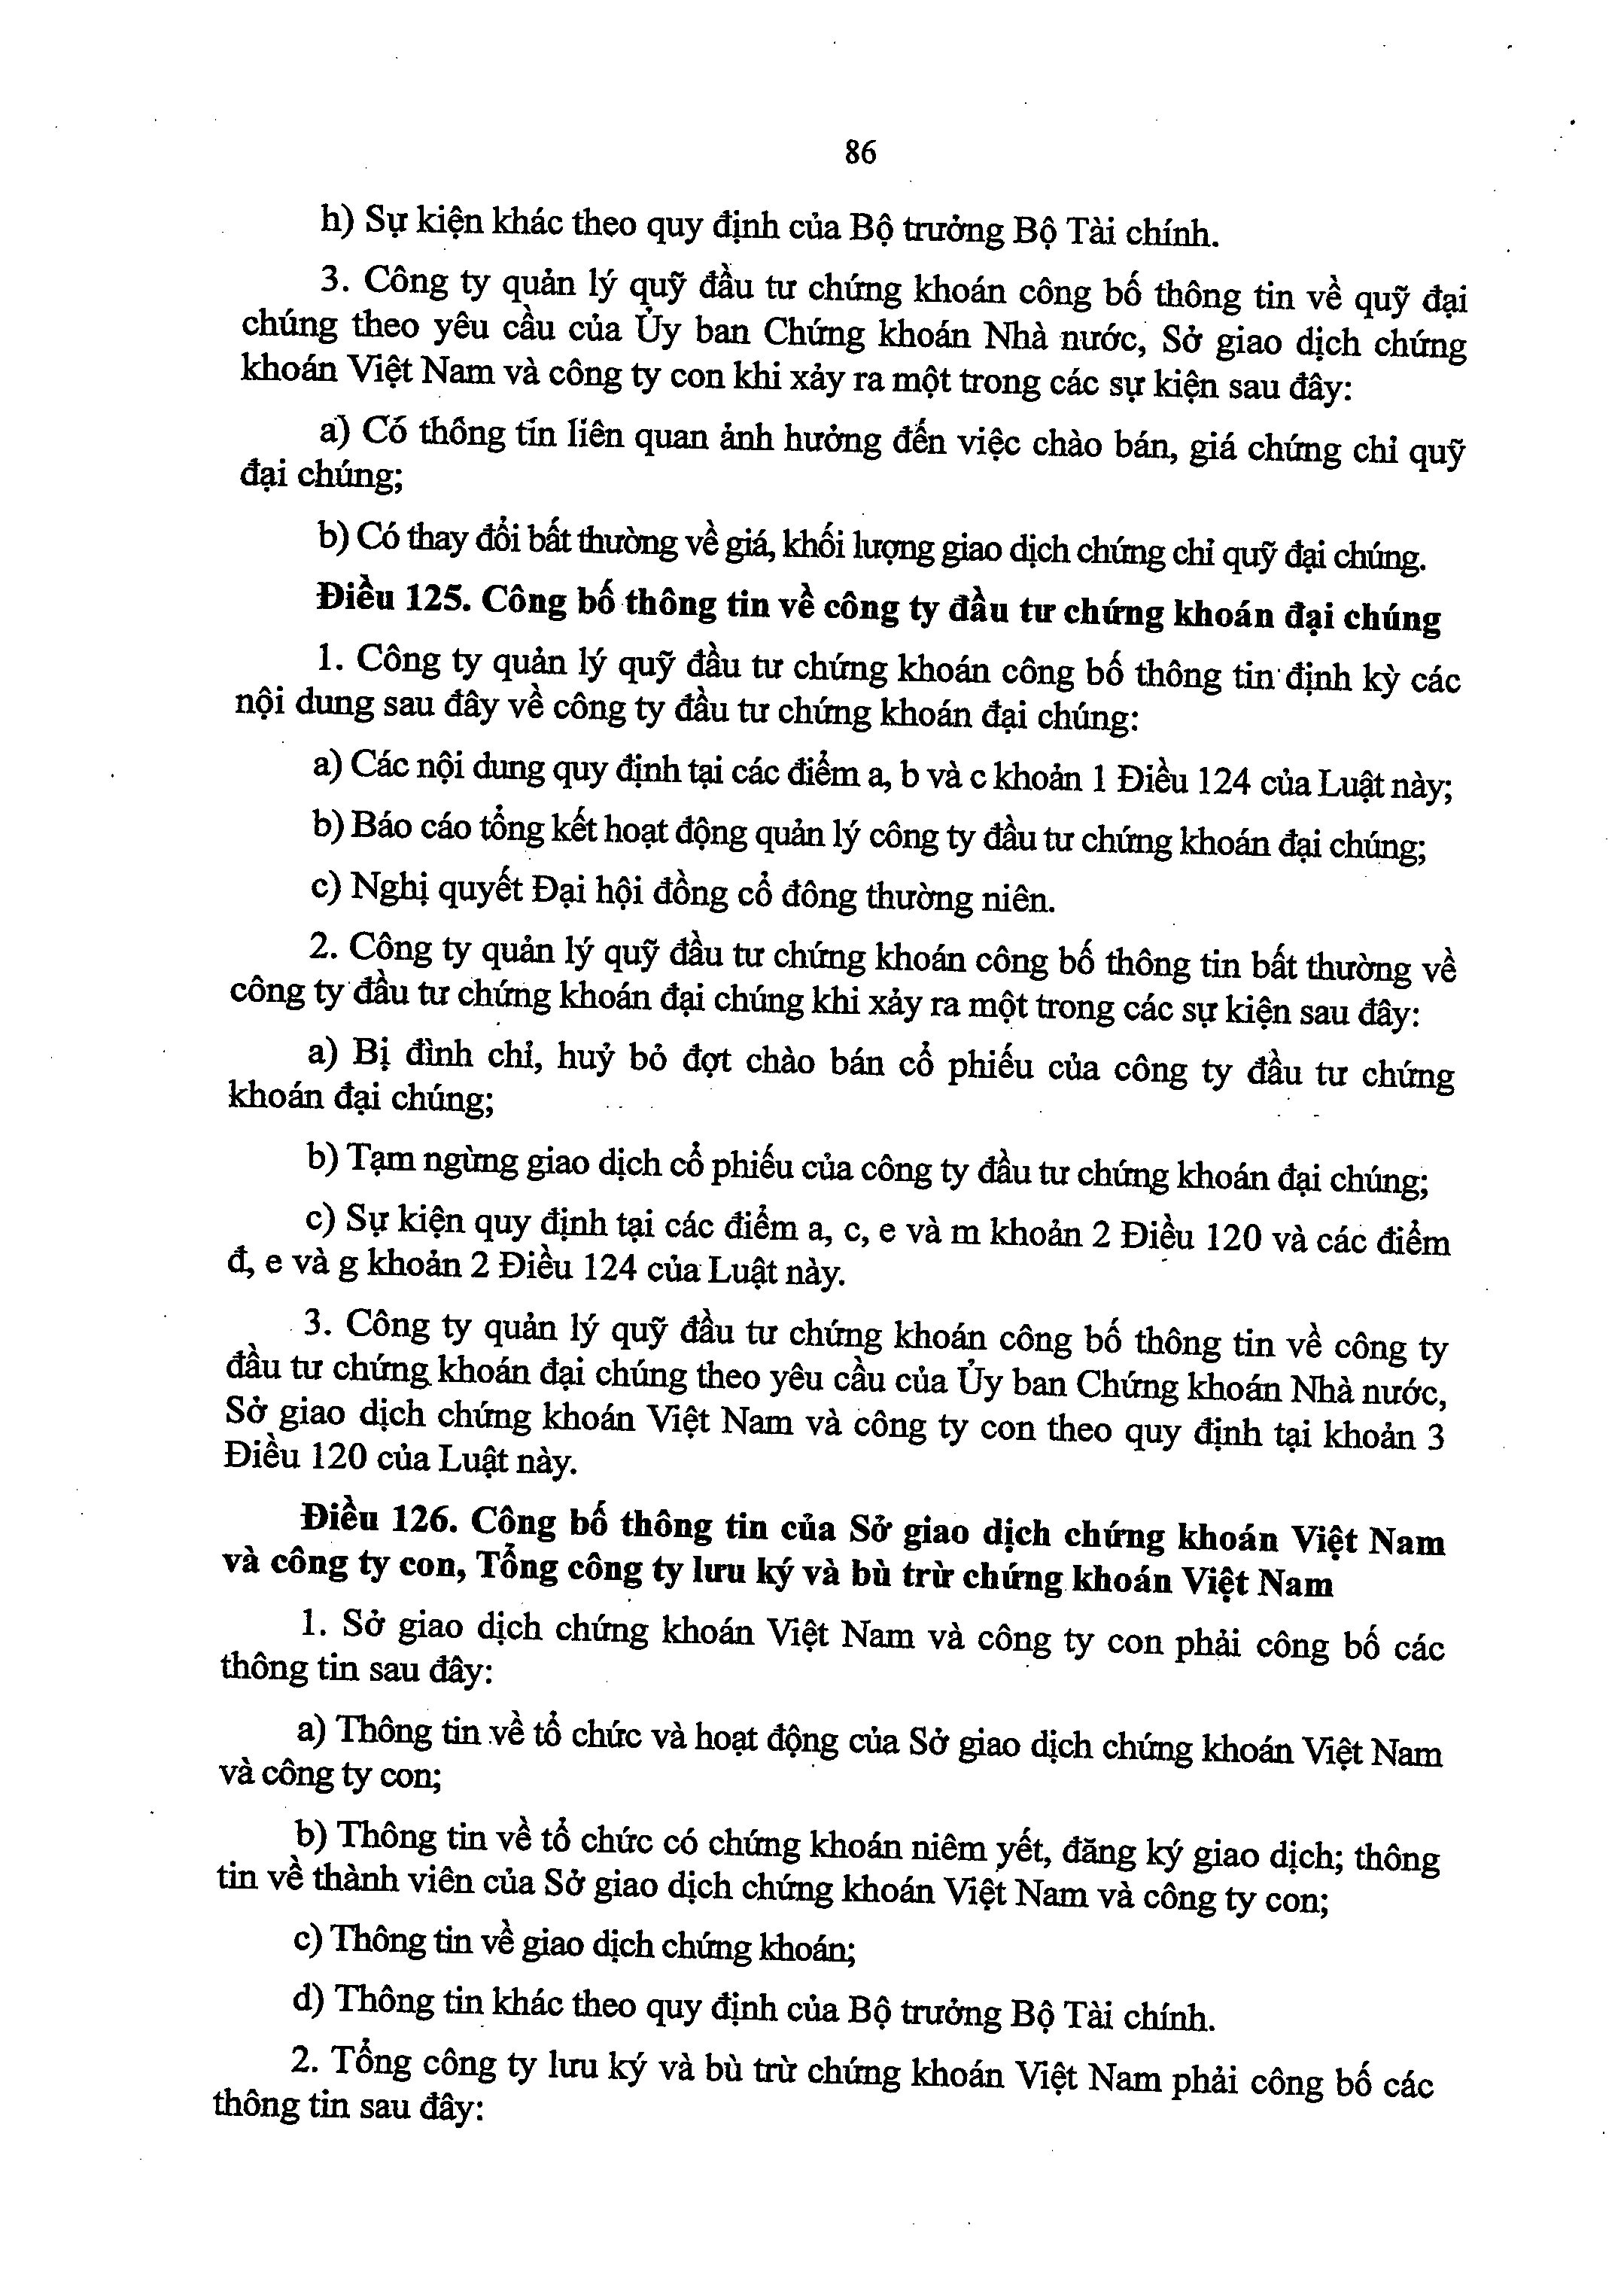 86
h) Sự kiện khác theo quy định của Bộ trưởng Bộ Tài chính.
3. Công ty quản lý quỹ đầu tư chứng khoán công bố thông tin về quỹ đại
chúng theo yêu cầu của Ủy ban Chứng khoán Nhà nước, Sở giao dịch chứng
khoán Việt Nam và công ty con khi xảy ra một trong các sự kiện sau đây:
a) Có thông tin liên quan ảnh hưởng đến việc chào bán, giá chứng chỉ quỹ
đại chúng;
b) Có thay đổi bất thường về giá, khối lượng giao dịch chứng chỉ quỹ đại chúng.
Điều 125. Công bố thông tin về công ty đầu tư chứng khoán đại chúng
1. Công ty quản lý quỹ đầu tư chứng khoán công bố thông tin định kỳ các
nội dung sau đây về công ty đầu tư chứng khoán đại chúng:
a) Các nội dung quy định tại các điểm a, b và c khoản 1 Điều 124 của Luật này;
b) Báo cáo tổng kết hoạt động quản lý công ty đầu tư chứng khoán đại chúng;
c) Nghị quyết Đại hội đồng cổ đông thường niên.
2. Công ty quản lý quỹ đầu tư chứng khoán công bố thông tin bất thường về
công ty đầu tư chứng khoán đại chúng khi xảy ra một trong các sự kiện sau đây:
a) Bị đình chỉ, huỷ bỏ đợt chào bán cổ phiếu của công ty đầu tư chứng
khoán đại chúng;
b) Tạm ngừng giao dịch cổ phiếu của công ty đầu tư chứng khoán đại chúng;
c) Sự kiện quy định tại các điểm a, c, e và m khoản 2 Điều 120 và các điểm
đ, e và g khoản 2 Điều 124 của Luật này.
3. Công ty quản lý quỹ đầu tư chứng khoán công bố thông tin về công ty
đầu tư chứng khoán đại chúng theo yêu cầu của Ủy ban Chứng khoán Nhà nước,
Sở giao dịch chứng khoán Việt Nam và công ty con theo quy định tại khoản 3
Điều 120 của Luật này.
Điều 126. Công bố thông tin của Sở giao dịch chứng khoán Việt Nam
và công ty con, Tổng công ty lưu ký và bù trừ chứng khoán Việt Nam
1. Sở giao dịch chứng khoán Việt Nam và công ty con phải công bố các
thông tin sau đây:
a) Thông tin về tổ chức và hoạt động của Sở giao dịch chứng khoán Việt Nam
và công ty con;
b) Thông tin về tổ chức có chứng khoán niêm yết, đăng ký giao dịch; thông
tin về thành viên của Sở giao dịch chứng khoán Việt Nam và công ty con;
c) Thông tin về giao dịch chứng khoán;
d) Thông tin khác theo quy định của Bộ trưởng Bộ Tài chính.
2. Tổng công ty lưu ký và bù trừ chứng khoán Việt Nam phải công bố các
thông tin sau đây: